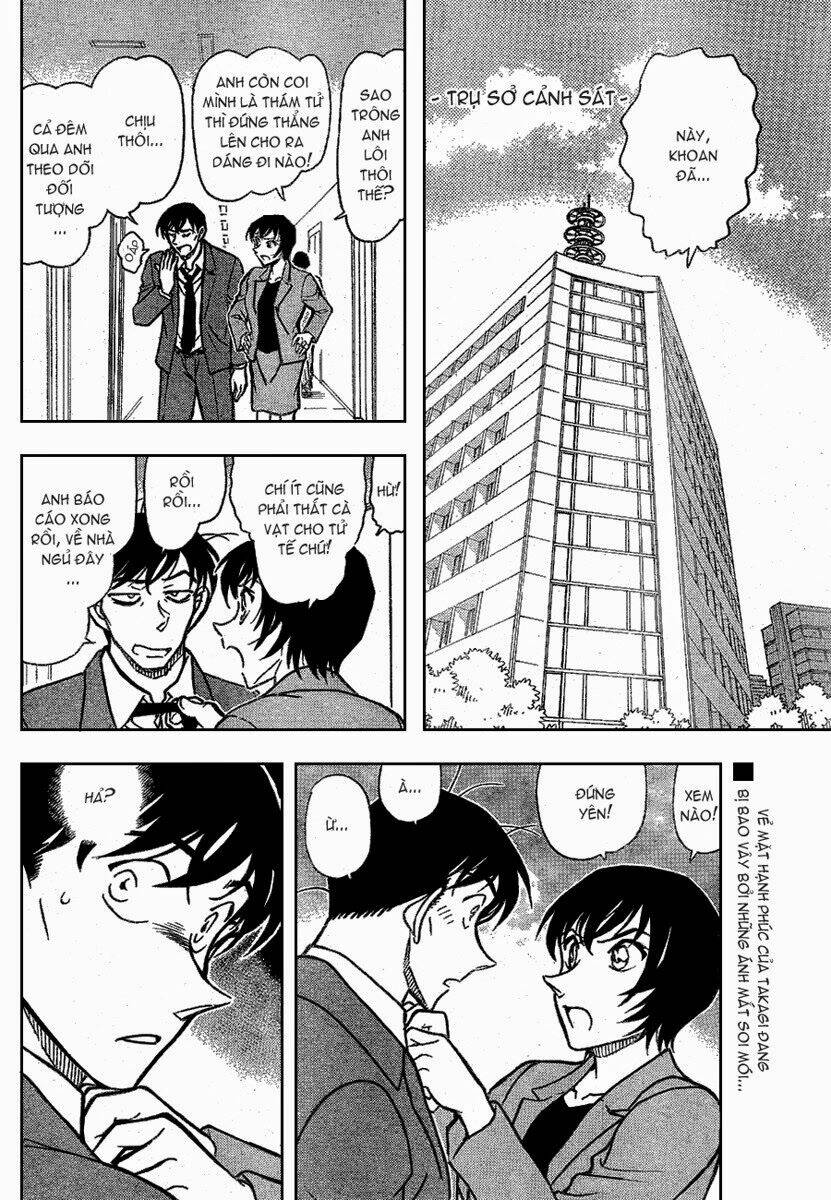 NÀY,
KHOAN
ĐÃ...
- TRỤ SỞ CẢNH SÁT -
SAO
TRÔNG
ANH
LÔI
THÔI
THẾ?
ANH CÒN COI
MÌNH LÀ THÁM TỬ
THÌ ĐỨNG THẲNG
LÊN CHO RA
DÁNG ĐI NÀO!
CHỊU
THÔI...
CẢ ĐÊM
QUA ANH
THEO DÕI
ĐỐI
TƯỢNG
...
OÁP
HỪ!
CHÍ ÍT CŨNG
PHẢI THẮT CÀ
VẠT CHO TỬ
TẾ CHỨ!
RỒI
RỒI...
ANH BÁO
CÁO XONG
RỒI, VỀ NHÀ
NGỦ ĐÂY
...
XEM
NÀO!
ĐỨNG
YÊN!
À...
Ừ...
HẢ?
VẺ MẶT HẠNH PHÚC CỦA TAKAGI ĐANG
BỊ BAO VÂY BỞI NHỮNG ÁNH MẮT SOI MÓI...